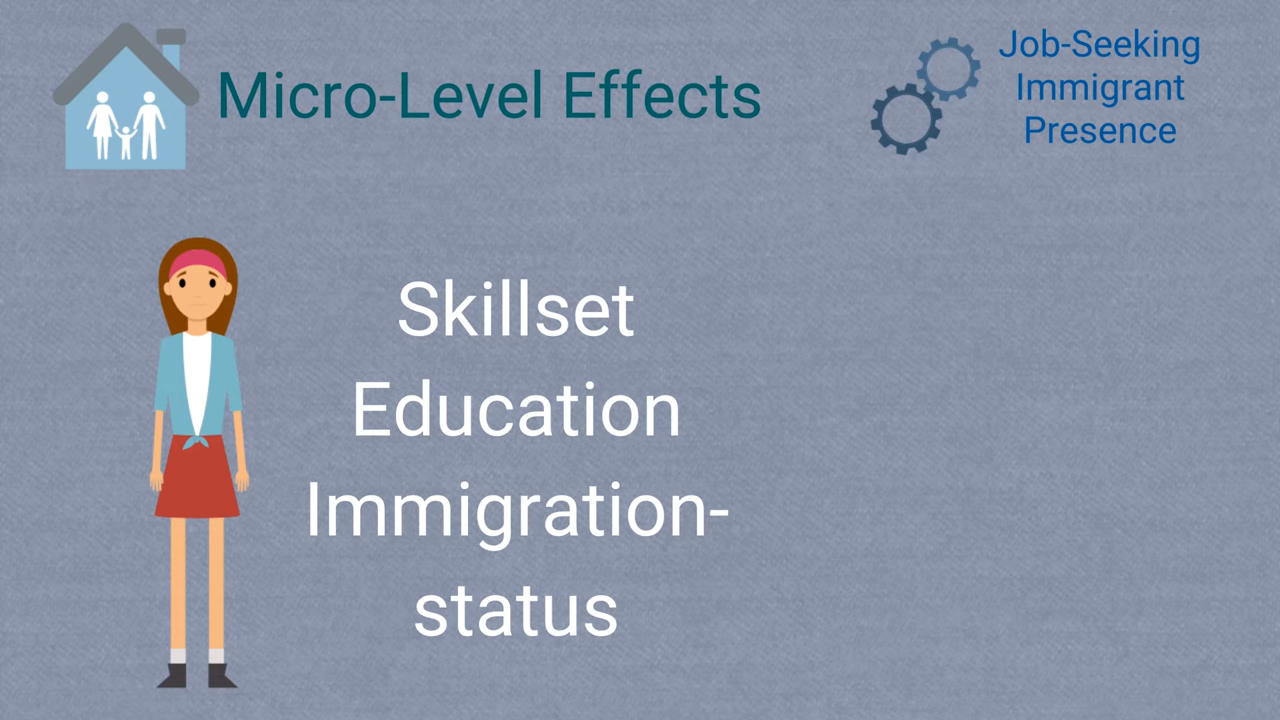 Micro-Level Effects
Job-Seeking
Immigrant
Presence
Skillset
Education
Immigration-
status